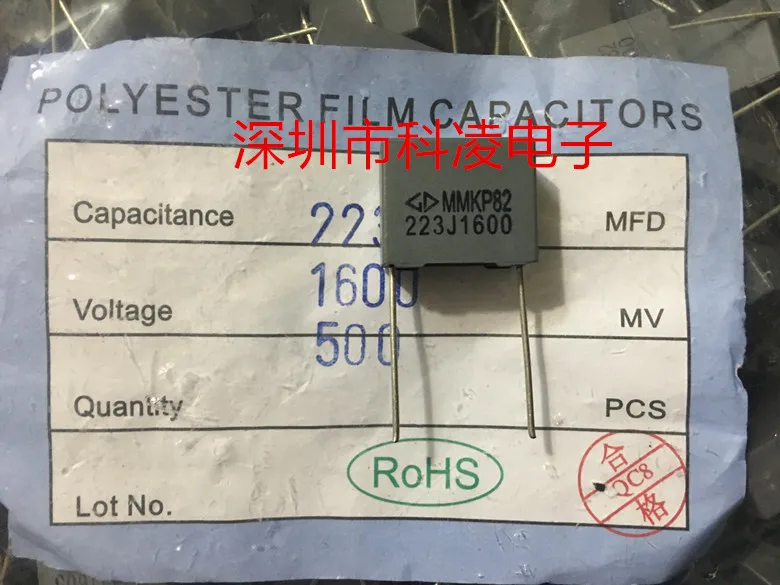 POLYESTER FILM CAPACITORS
深圳市科凌电子
MMKP82
223J1600
Capacitance 223 MFD
Voltage 1600 MV
500
Quantity PCS
RoHS
Lot No.
合
QC8
格